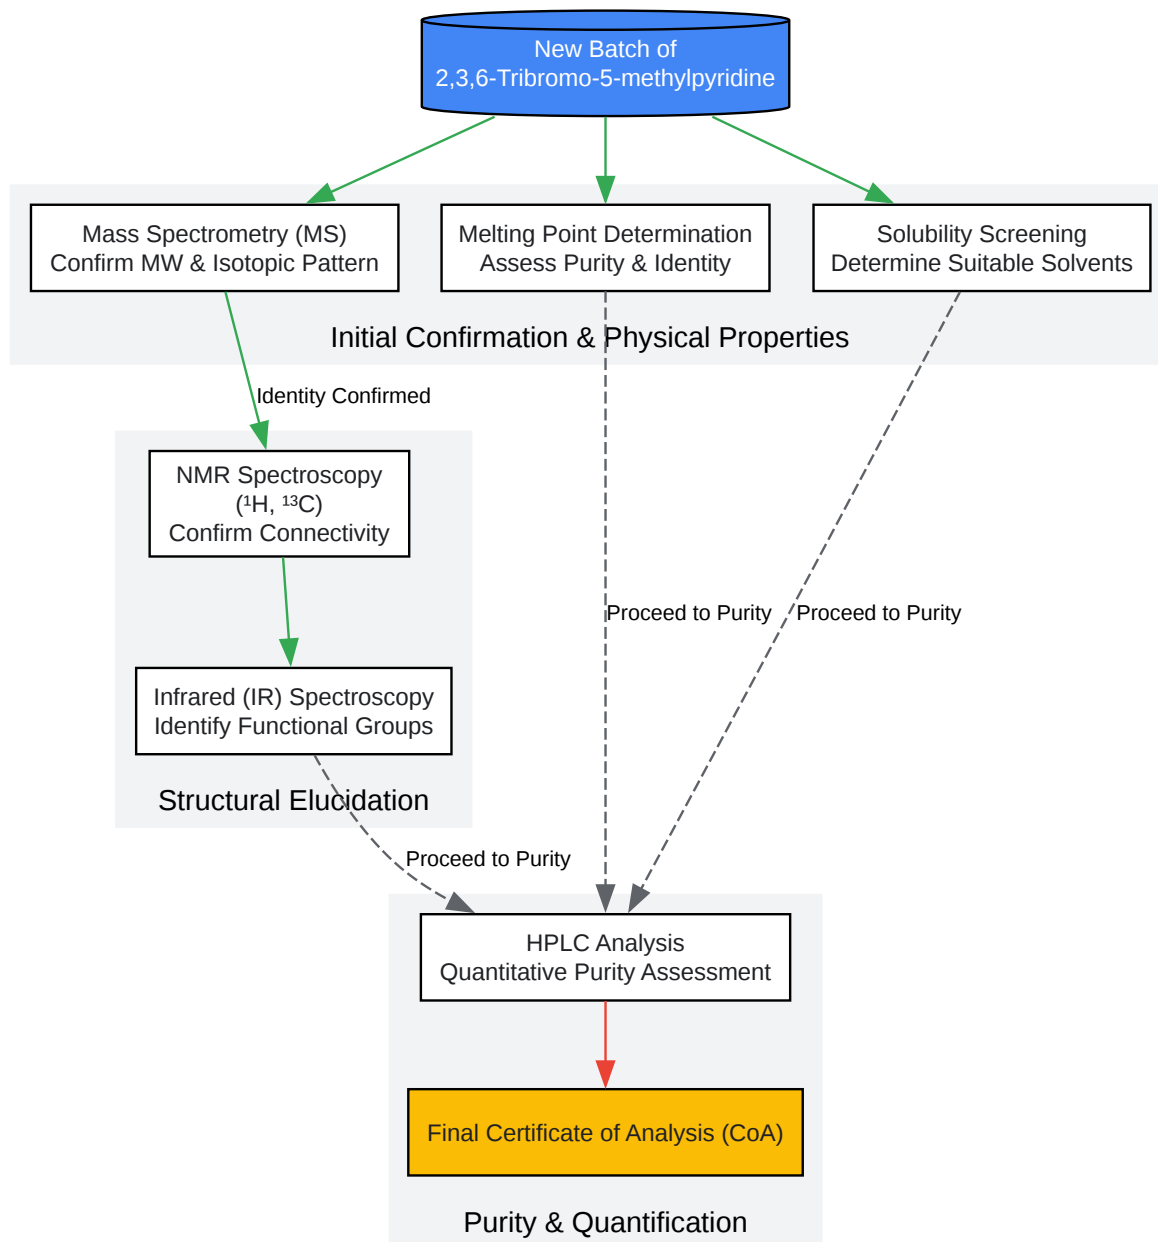 New Batch of
2,3,6-Tribromo-5-methylpyridine
Mass Spectrometry (MS)
Confirm MW & Isotopic Pattern
Melting Point Determination
Assess Purity & Identity
Solubility Screening
Determine Suitable Solvents
Initial Confirmation & Physical Properties
Identity Confirmed
NMR Spectroscopy
(¹H, ¹³C)
Confirm Connectivity
Proceed to Purity
Proceed to Purity
Infrared (IR) Spectroscopy
Identify Functional Groups
Structural Elucidation
Proceed to Purity
HPLC Analysis
Quantitative Purity Assessment
Final Certificate of Analysis (CoA)
Purity & Quantification